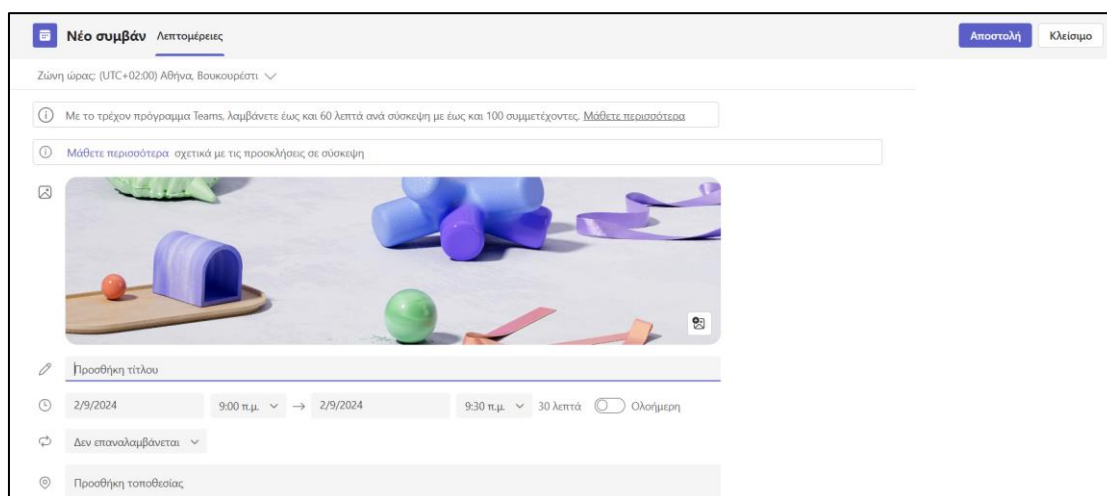 Νέο συμβάν Λεπτομέρειες Αποστολή Κλείσιμο
Ζώνη ώρας: (UTC+02:00) Αθήνα, Βουκουρέστι
Με το τρέχον πρόγραμμα Teams, λαμβάνετε έως και 60 λεπτά ανά σύσκεψη με έως και 100 συμμετέχοντες. Μάθετε περισσότερα
Μάθετε περισσότερα σχετικά με τις προσκλήσεις σε σύσκεψη
Προσθήκη τίτλου
2/9/2024 9:00 π.μ. → 2/9/2024 9:30 π.μ. 30 λεπτά Ολοήμερη
Δεν επαναλαμβάνεται
Προσθήκη τοποθεσίας